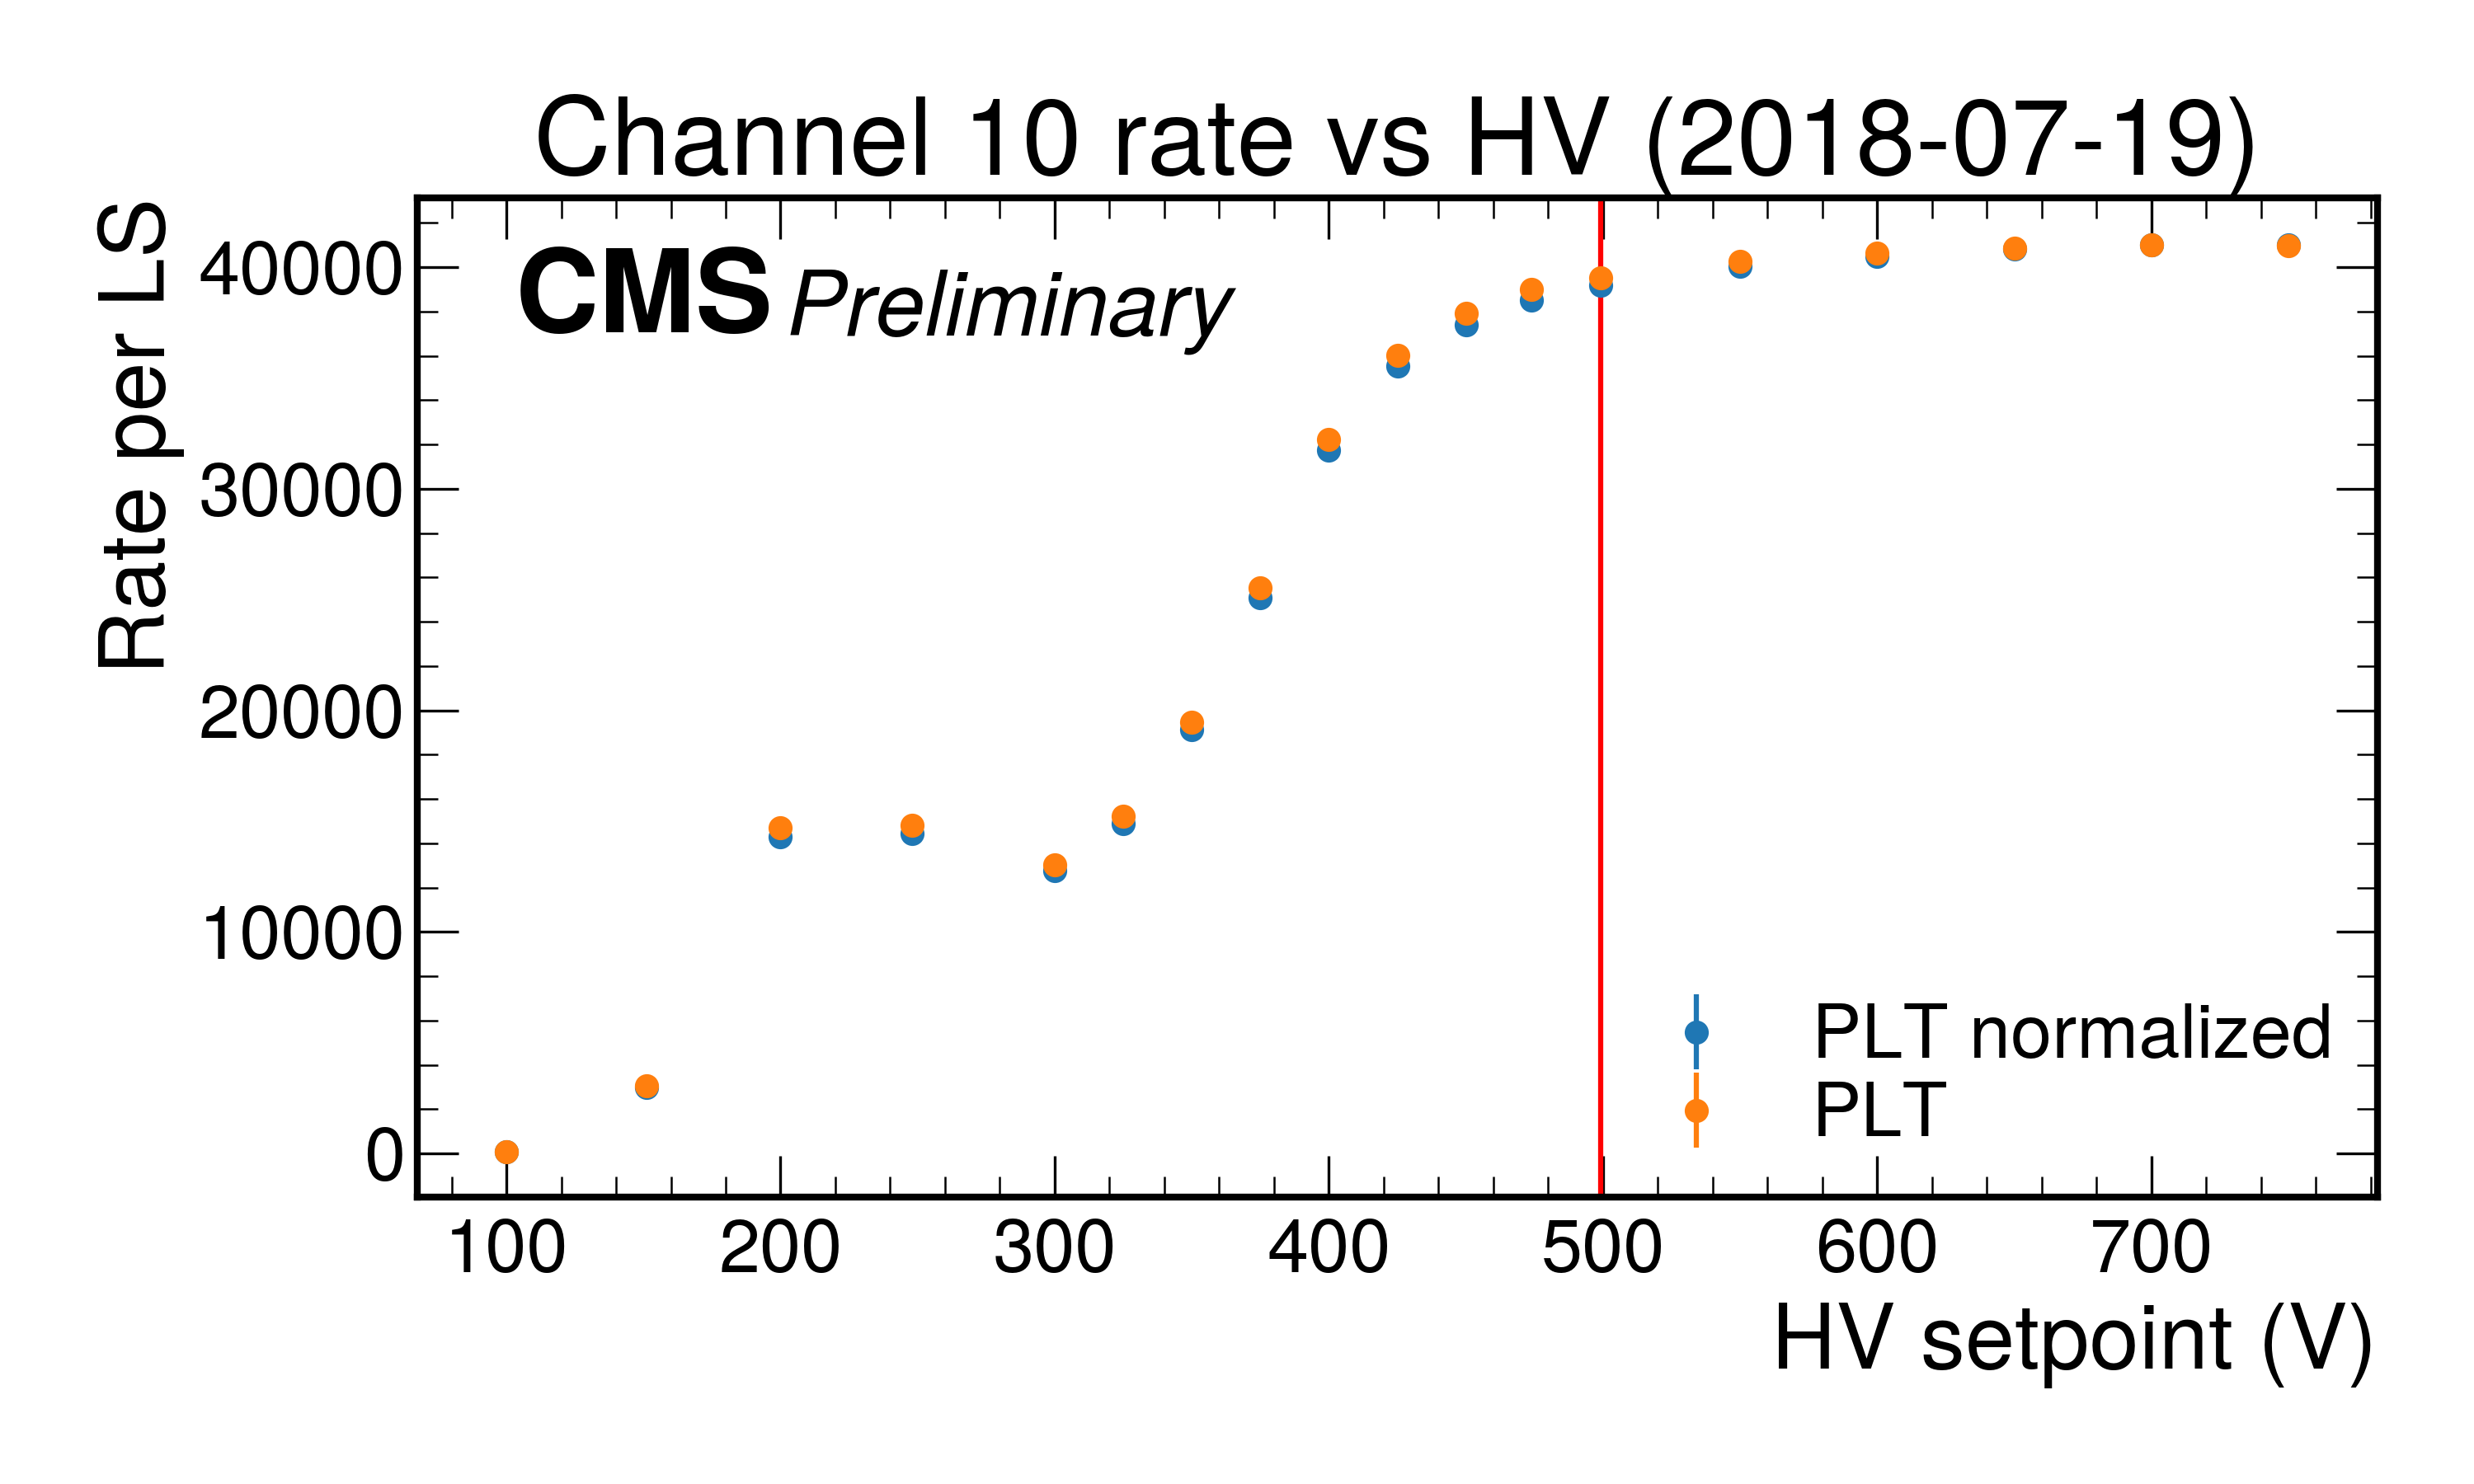 Channel 10 rate vs HV (2018-07-19)
CMS Preliminary
Rate per LS
40000
30000
20000
10000
0
PLT normalized
PLT
100 200 300 400 500 600 700
HV setpoint (V)